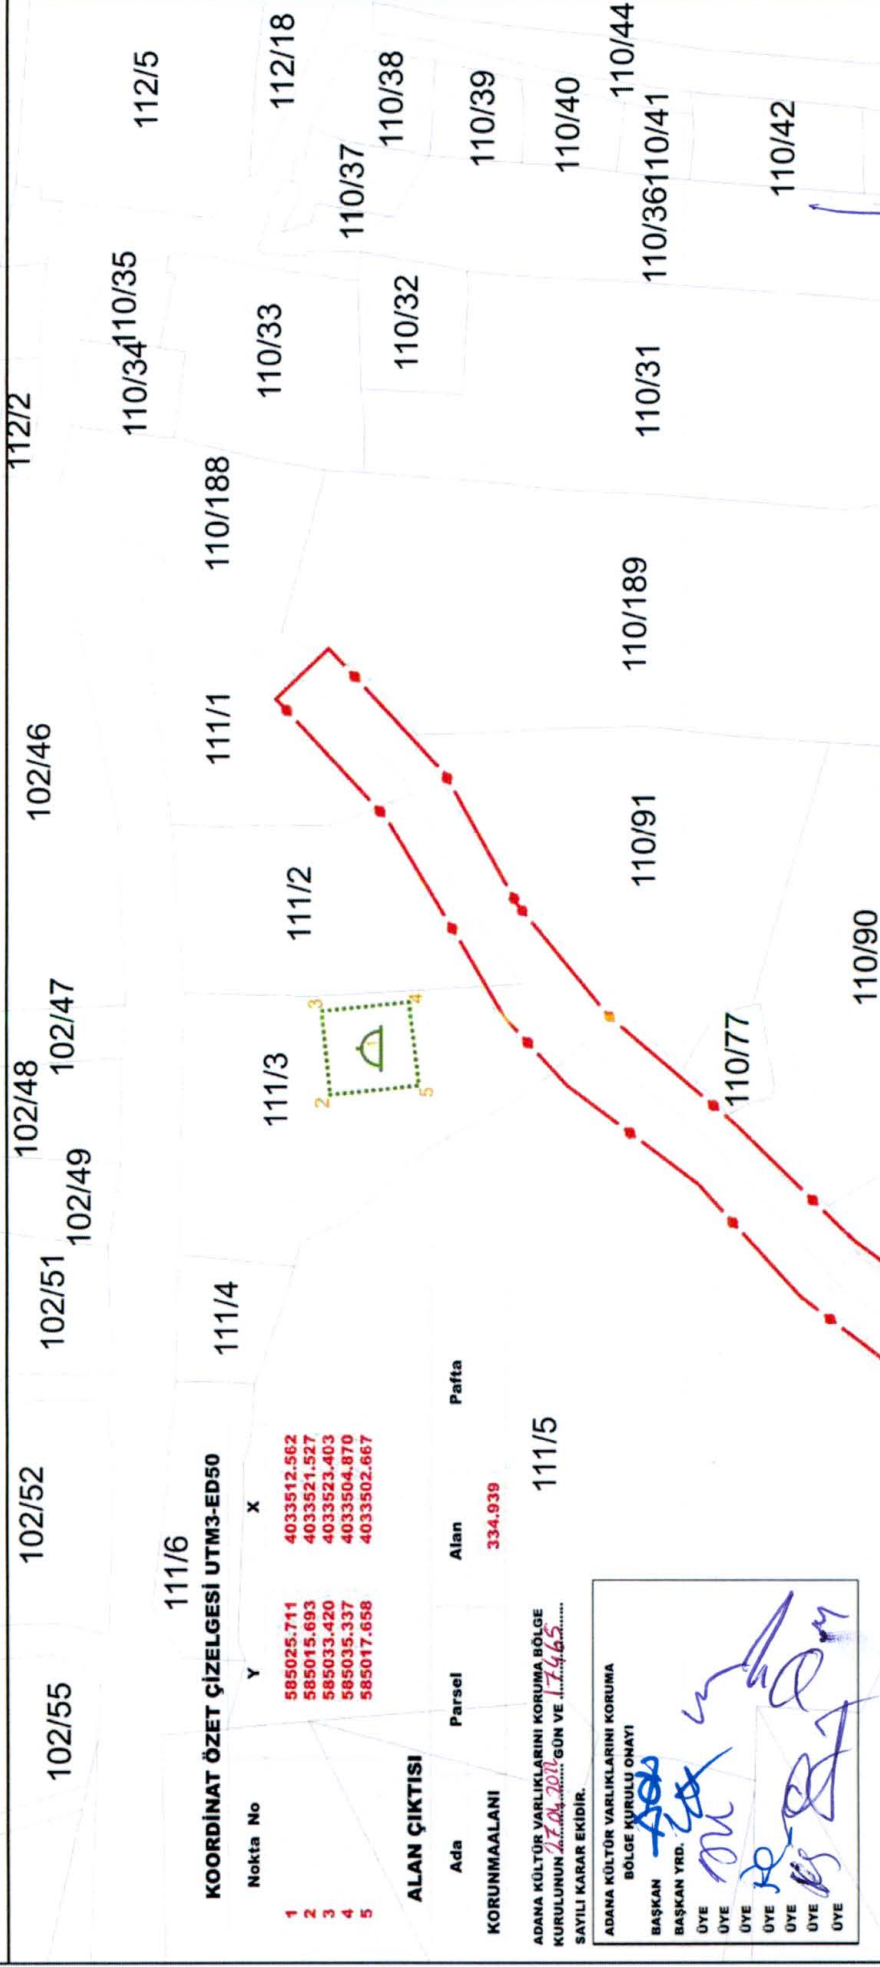 112/2
102/46
102/47
102/48
102/49
102/51
102/52
102/55
112/5
112/18
110/35
110/34
110/33
110/37
110/38
110/39
110/40
110/44
110/41
110/36
110/42
110/32
110/31
110/188
110/189
111/1
111/2
111/3
3
2
1
4
5
110/91
110/90
110/77
111/4
111/5
111/6
KOORDİNAT ÖZET ÇİZELGESİ UTM3-ED50
Nokta No Y X
1 585025.711 4033512.562
2 585015.693 4033521.527
3 585033.420 4033523.403
4 585035.337 4033504.870
5 585017.658 4033502.667
ALAN ÇIKTISI
Ada Parsel Alan Pafta
KORUNMAALANI 334.939
ADANA KÜLTÜR VARLIKLARINI KORUMA BÖLGE
KURULUNUN 27.04.2022 GÜN VE 17465
SAYILI KARAR EKİDİR.
ADANA KÜLTÜR VARLIKLARINI KORUMA
BÖLGE KURULU ONAYI
BAŞKAN
BAŞKAN YRD.
ÜYE
ÜYE
ÜYE
ÜYE
ÜYE
ÜYE
ÜYE